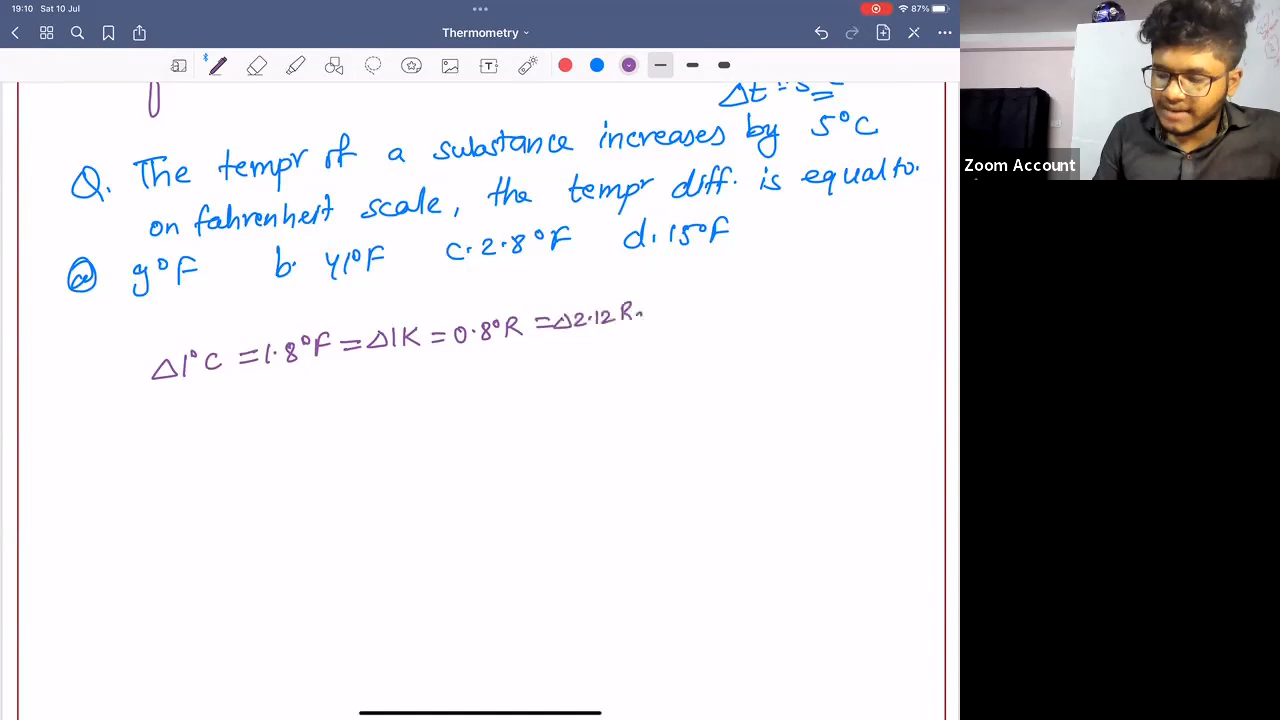 19:10 Sat 10 Jul
87%
Thermometry
Δt = 5
Q. The tempr of a substance increases by 5°C
on fahrenheit scale, the tempr diff. is equal to.
a 9°F b. 41°F c. 2.8°F d. 15°F
Δ1°C = 1.8°F = Δ1K = 0.8°R = Δ2.12 R.
Zoom Account